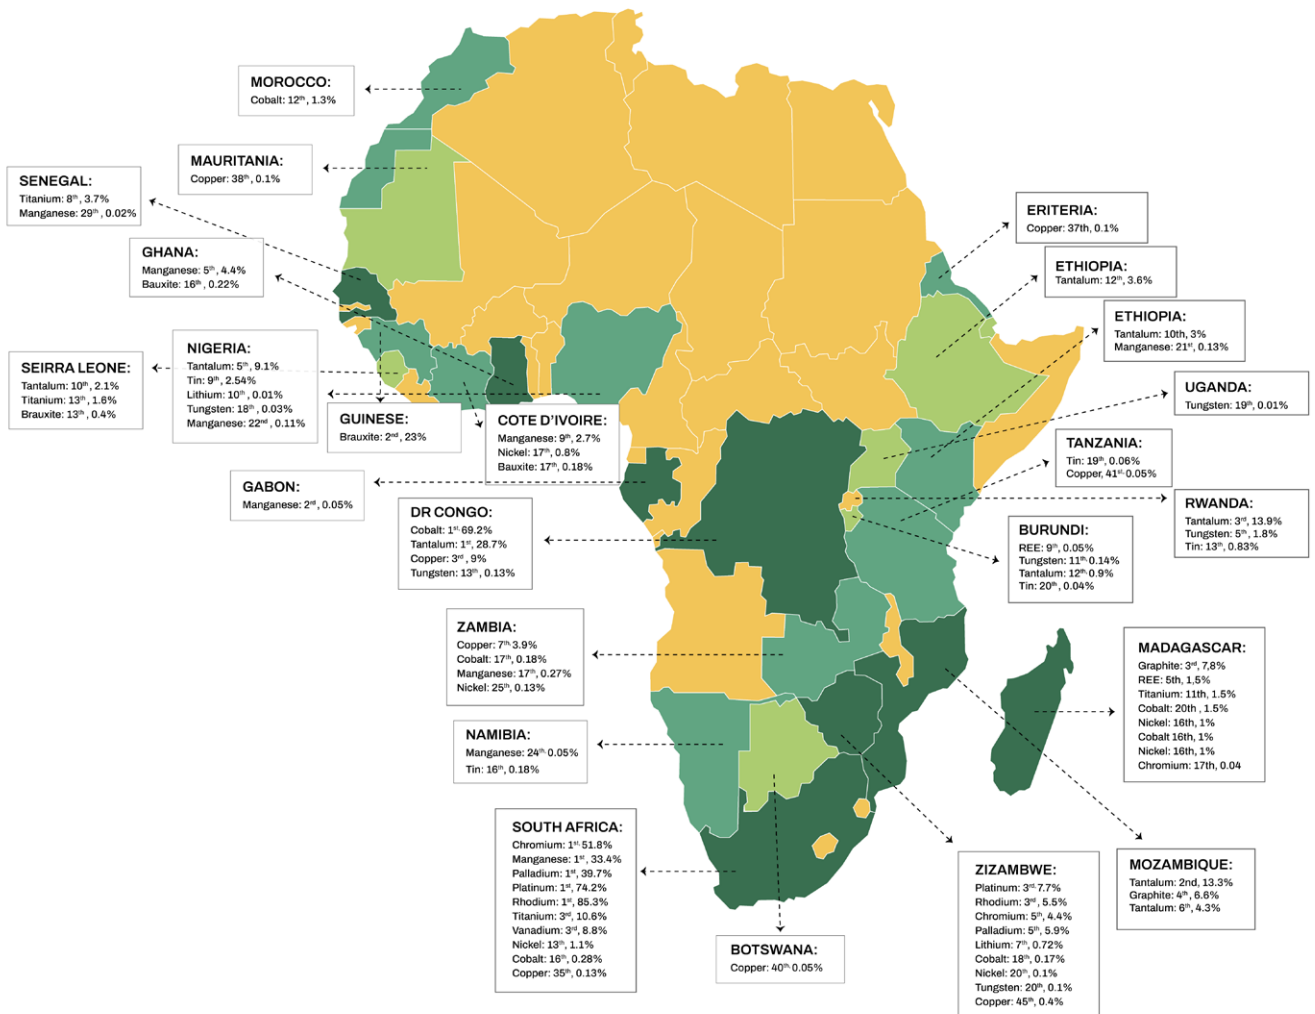 MOROCCO:
Cobalt: 12th, 1.3%
MAURITANIA:
Copper: 38th, 0.1%
SENEGAL:
Titanium: 8th, 3.7%
Manganese: 29th, 0.02%
GHANA:
Manganese: 5th, 4.4%
Bauxite: 16th, 0.22%
SEIRRA LEONE:
Tantalum: 10th, 2.1%
Titanium: 13th, 1.6%
Brauxite: 13th, 0.4%
NIGERIA:
Tantalum: 5th, 9.1%
Tin: 9th, 2.54%
Lithium: 10th, 0.01%
Tungsten: 18th, 0.03%
Manganese: 22nd, 0.11%
GUINESE:
Brauxite: 2nd, 23%
COTE D'IVOIRE:
Manganese: 9th, 2.7%
Nickel: 17th, 0.8%
Bauxite: 17th, 0.18%
GABON:
Manganese: 2nd, 0.05%
DR CONGO:
Cobalt: 1st. 69.2%
Tantalum: 1st, 28.7%
Copper: 3rd, 9%
Tungsten: 13th, 0.13%
ZAMBIA:
Copper: 7th. 3.9%
Cobalt: 17th, 0.18%
Manganese: 17th, 0.27%
Nickel: 25th, 0.13%
NAMIBIA:
Manganese: 24th 0.05%
Tin: 16th, 0.18%
SOUTH AFRICA:
Chromium: 1st. 51.8%
Manganese: 1st, 33.4%
Palladium: 1st, 39.7%
Platinum: 1st, 74.2%
Rhodium: 1st, 85.3%
Titanium: 3rd, 10.6%
Vanadium: 3rd, 8.8%
Nickel: 13th, 1.1%
Cobalt: 16th, 0.28%
Copper: 35th, 0.13%
BOTSWANA:
Copper: 40th. 0.05%
ERITERIA:
Copper: 37th, 0.1%
ETHIOPIA:
Tantalum: 12th, 3.6%
ETHIOPIA:
Tantalum: 10th, 3%
Manganese: 21st, 0.13%
UGANDA:
Tungsten: 19th, 0.01%
TANZANIA:
Tin: 19th, 0.06%
Copper, 41st. 0.05%
RWANDA:
Tantalum: 3rd, 13.9%
Tungsten: 5th, 1.8%
Tin: 13th, 0.83%
BURUNDI:
REE: 9th, 0.05%
Tungsten: 11th 0.14%
Tantalum: 12th 0.9%
Tin: 20th, 0.04%
MADAGASCAR:
Graphite: 3rd, 7,8%
REE: 5th, 1,5%
Titanium: 11th, 1.5%
Cobalt: 20th , 1.5%
Nickel: 16th, 1%
Cobalt 16th, 1%
Nickel: 16th, 1%
Chromium: 17th, 0.04
MOZAMBIQUE:
Tantalum: 2nd, 13.3%
Graphite: 4th, 6.6%
Tantalum: 6th, 4.3%
ZIZAMBWE:
Platinum: 3rd. 7.7%
Rhodium: 3rd, 5.5%
Chromium: 5th, 4.4%
Palladium: 5th, 5.9%
Lithium: 7th, 0.72%
Cobalt: 18th, 0.17%
Nickel: 20th, 0.1%
Tungsten: 20th, 0.1%
Copper: 45th, 0.4%